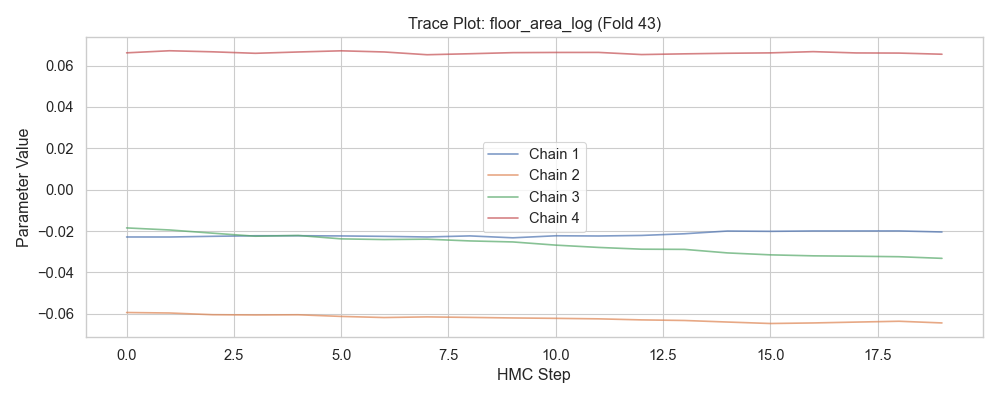 Trace Plot: floor_area_log (Fold 43)
Parameter Value
0.06
0.04
0.02
0.00
−0.02
−0.04
−0.06
Chain 1
Chain 2
Chain 3
Chain 4
0.0 2.5 5.0 7.5 10.0 12.5 15.0 17.5
HMC Step